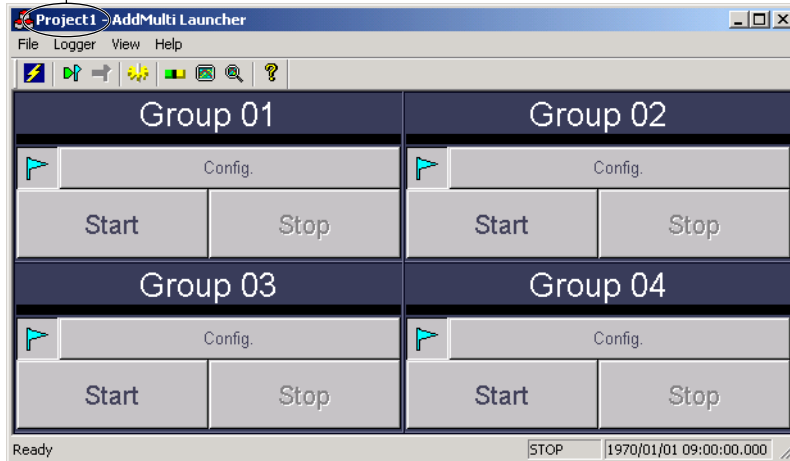 Project1 - AddMulti Launcher
File Logger View Help
Group 01
Group 02
Config.
Config.
Start Stop
Start Stop
Group 03
Group 04
Config.
Config.
Start Stop
Start Stop
Ready STOP 1970/01/01 09:00:00.000